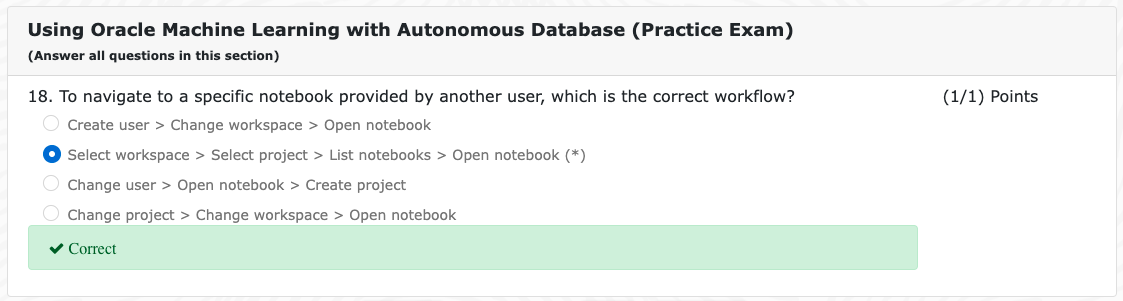 Using Oracle Machine Learning with Autonomous Database (Practice Exam)
(Answer all questions in this section)
18. To navigate to a specific notebook provided by another user, which is the correct workflow? (1/1) Points
Create user > Change workspace > Open notebook
Select workspace > Select project > List notebooks > Open notebook (*)
Change user > Open notebook > Create project
Change project > Change workspace > Open notebook
Correct